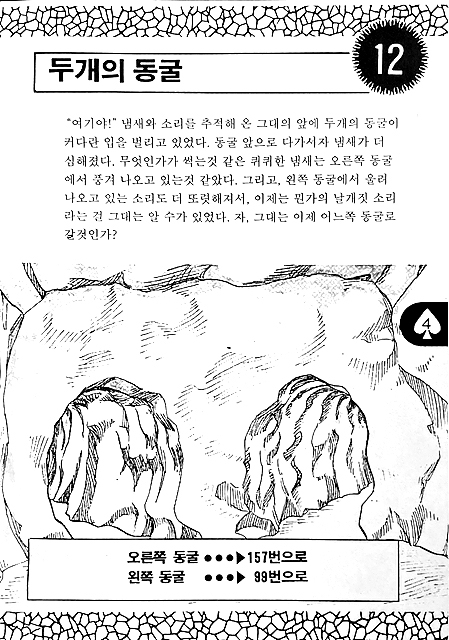 두개의 동굴
12
"여기야!" 냄새와 소리를 추적해 온 그대의 앞에 두개의 동굴이
커다란 입을 벌리고 있었다. 동굴 앞으로 다가서자 냄새가 더
심해졌다. 무엇인가가 썩는것 같은 퀴퀴한 냄새는 오른쪽 동굴
에서 풍겨 나오고 있는것 같았다. 그리고, 왼쪽 동굴에서 울려
나오고 있는 소리도 더 또렷해지서, 이제는 뭔가의 날개짓 소리
라는 걸 그대는 알 수가 있었다. 자, 그대는 이제 어느쪽 동굴로
갈것인가?
4
오른쪽 동굴 ●●●▶157번으로
왼쪽 동굴 ●●●▶ 99번으로